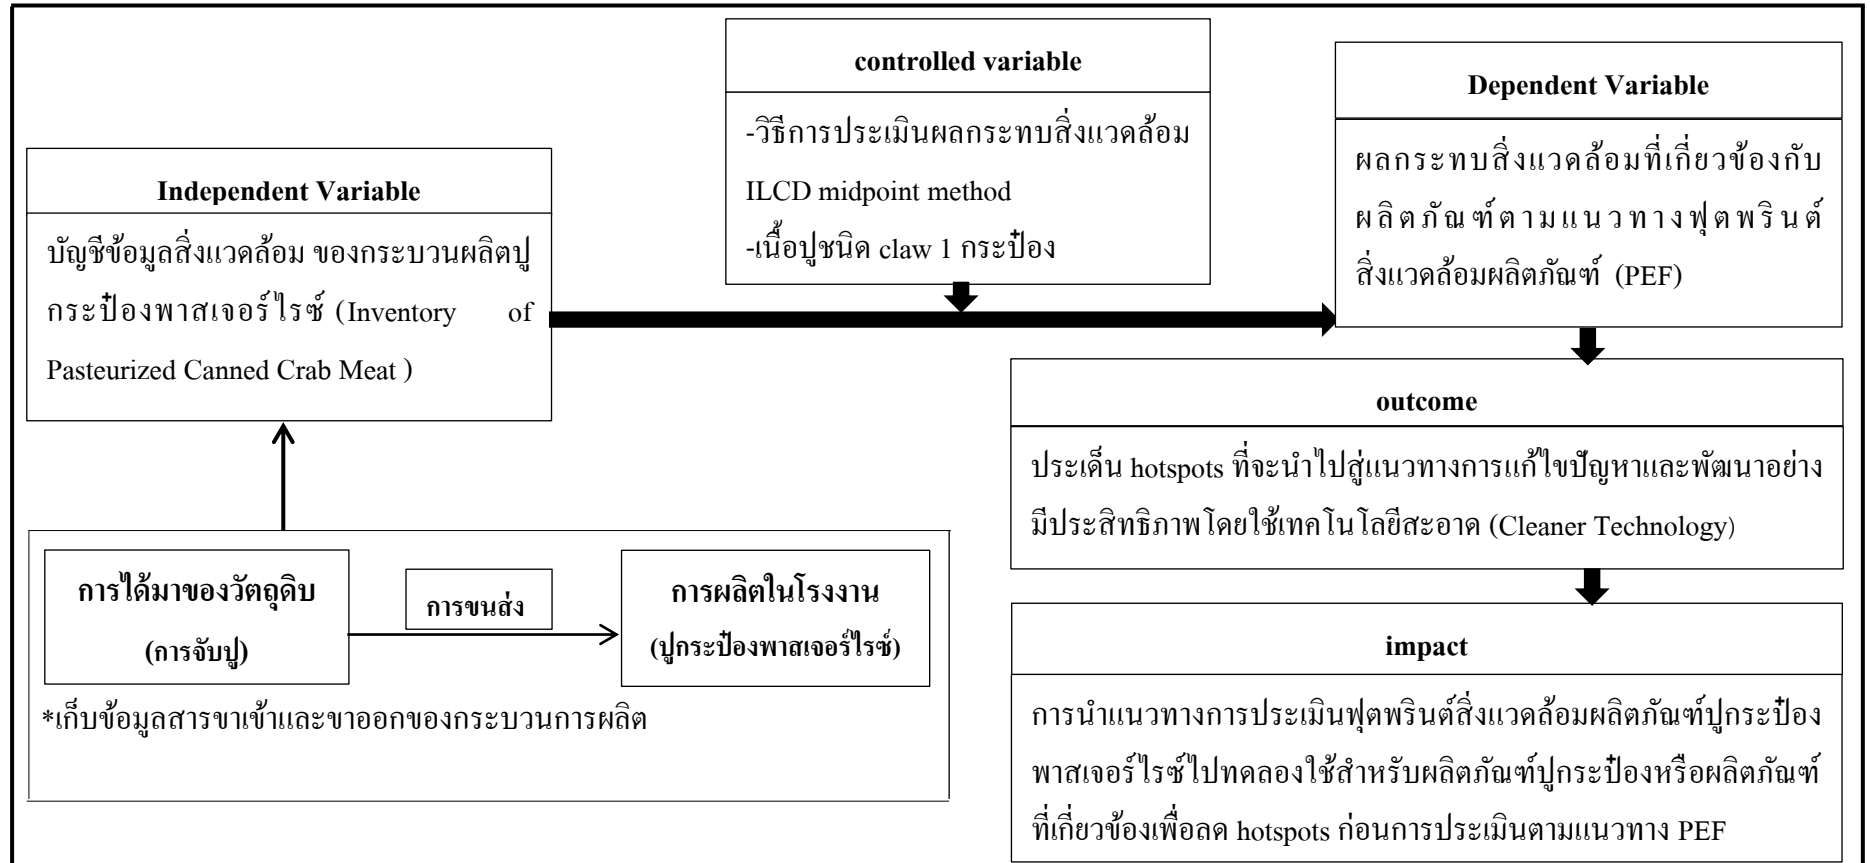 controlled variable
-วิธีการประเมินผลกระทบสิ่งแวดล้อม
ILCD midpoint method
-เนื้อปูชนิด claw 1 กระป๋อง
Dependent Variable
ผลกระทบสิ่งแวดล้อมที่เกี่ยวข้องกับ
ผลิตภัณฑ์ตามแนวทางฟุตพรินต์
สิ่งแวดล้อมผลิตภัณฑ์ (PEF)
Independent Variable
บัญชีข้อมูลสิ่งแวดล้อม ของกระบวนผลิตปู
กระป๋องพาสเจอร์ไรซ์ (Inventory of
Pasteurized Canned Crab Meat )
outcome
ประเด็น hotspots ที่จะนำไปสู่แนวทางการแก้ไขปัญหาและพัฒนาอย่าง
มีประสิทธิภาพโดยใช้เทคโนโลยีสะอาด (Cleaner Technology)
การได้มาของวัตถุดิบ
(การจับปู)
การขนส่ง
การผลิตในโรงงาน
(ปูกระป๋องพาสเจอร์ไรซ์)
*เก็บข้อมูลสารขาเข้าและขาออกของกระบวนการผลิต
impact
การนำแนวทางการประเมินฟุตพรินต์สิ่งแวดล้อมผลิตภัณฑ์ปูกระป๋อง
พาสเจอร์ไรซ์ไปทดลองใช้สำหรับผลิตภัณฑ์ปูกระป๋องหรือผลิตภัณฑ์
ที่เกี่ยวข้องเพื่อลด hotspots ก่อนการประเมินตามแนวทาง PEF